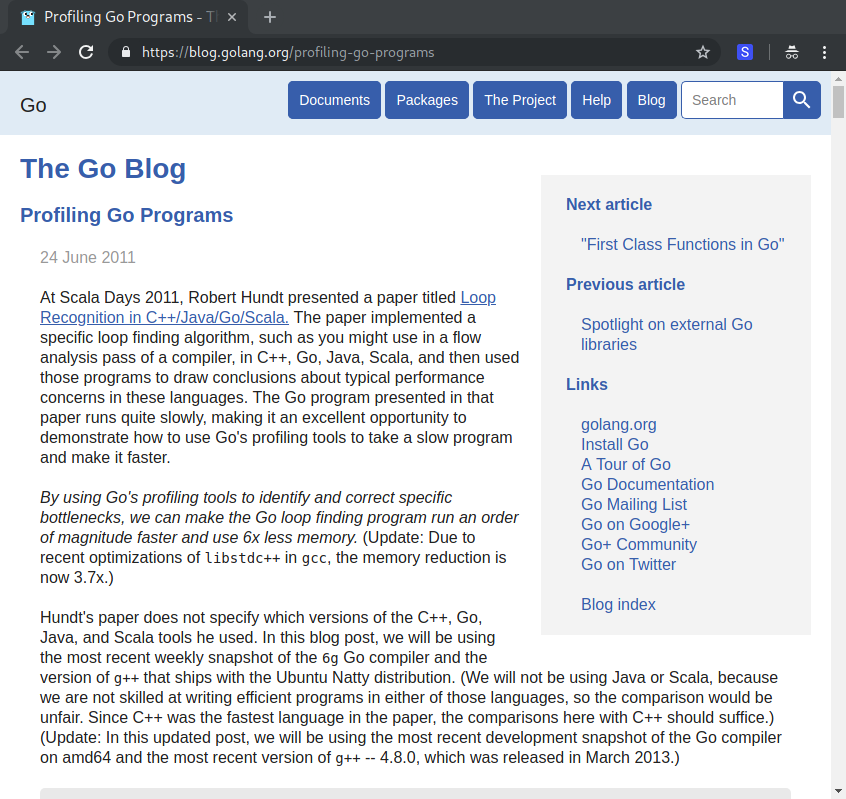 Profiling Go Programs - Th
https://blog.golang.org/profiling-go-programs
S
Go
Documents
Packages
The Project
Help
Blog
Search
The Go Blog
Profiling Go Programs
24 June 2011
At Scala Days 2011, Robert Hundt presented a paper titled Loop
Recognition in C++/Java/Go/Scala. The paper implemented a
specific loop finding algorithm, such as you might use in a flow
analysis pass of a compiler, in C++, Go, Java, Scala, and then used
those programs to draw conclusions about typical performance
concerns in these languages. The Go program presented in that
paper runs quite slowly, making it an excellent opportunity to
demonstrate how to use Go's profiling tools to take a slow program
and make it faster.
By using Go's profiling tools to identify and correct specific
bottlenecks, we can make the Go loop finding program run an order
of magnitude faster and use 6x less memory. (Update: Due to
recent optimizations of libstdc++ in gcc, the memory reduction is
now 3.7x.)
Hundt's paper does not specify which versions of the C++, Go,
Java, and Scala tools he used. In this blog post, we will be using
the most recent weekly snapshot of the 6g Go compiler and the
version of g++ that ships with the Ubuntu Natty distribution. (We will not be using Java or Scala, because
we are not skilled at writing efficient programs in either of those languages, so the comparison would be
unfair. Since C++ was the fastest language in the paper, the comparisons here with C++ should suffice.)
(Update: In this updated post, we will be using the most recent development snapshot of the Go compiler
on amd64 and the most recent version of g++ -- 4.8.0, which was released in March 2013.)
Next article
"First Class Functions in Go"
Previous article
Spotlight on external Go
libraries
Links
golang.org
Install Go
A Tour of Go
Go Documentation
Go Mailing List
Go on Google+
Go+ Community
Go on Twitter
Blog index